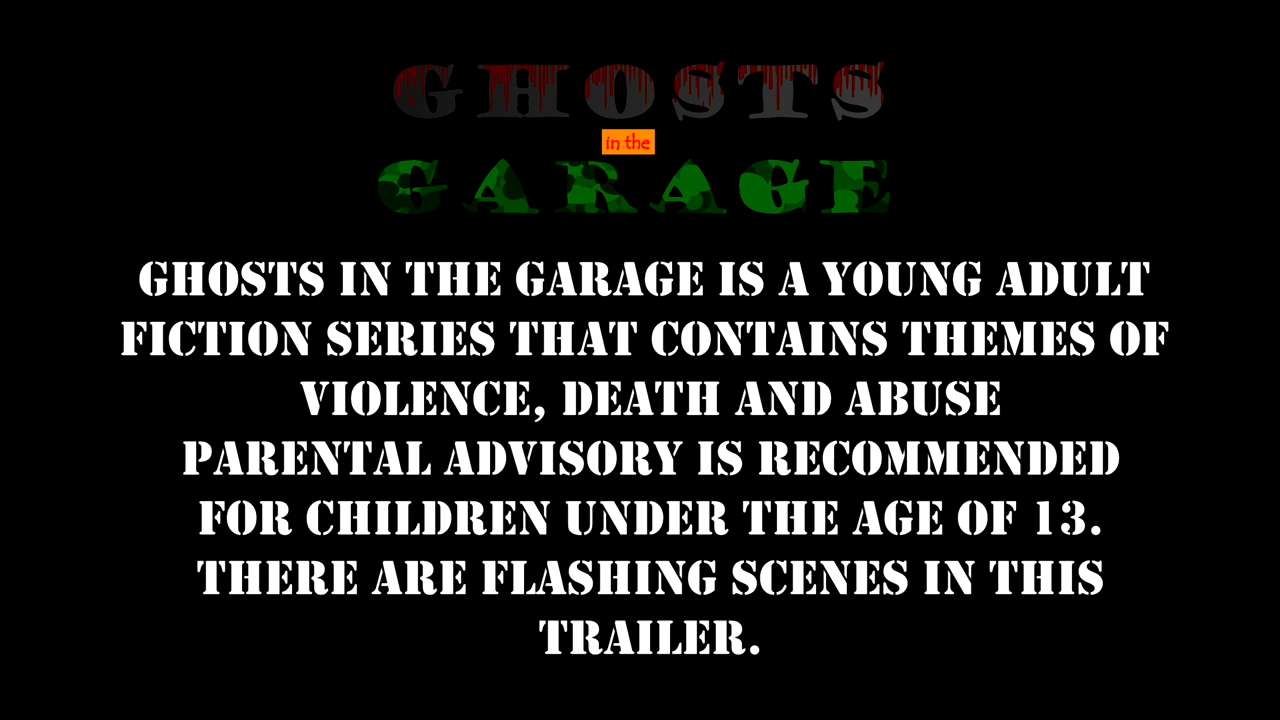 GHOSTS
in the
GARAGE
GHOSTS IN THE GARAGE IS A YOUNG ADULT
FICTION SERIES THAT CONTAINS THEMES OF
VIOLENCE, DEATH AND ABUSE
PARENTAL ADVISORY IS RECOMMENDED
FOR CHILDREN UNDER THE AGE OF 13.
THERE ARE FLASHING SCENES IN THIS
TRAILER.